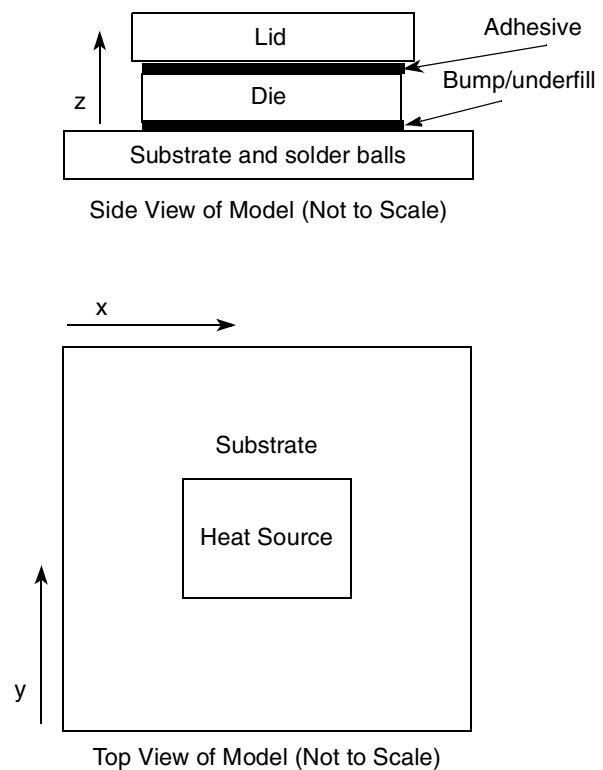 Lid
Adhesive
z
Die
Bump/underfill
Substrate and solder balls
Side View of Model (Not to Scale)
x
Substrate
Heat Source
y
Top View of Model (Not to Scale)